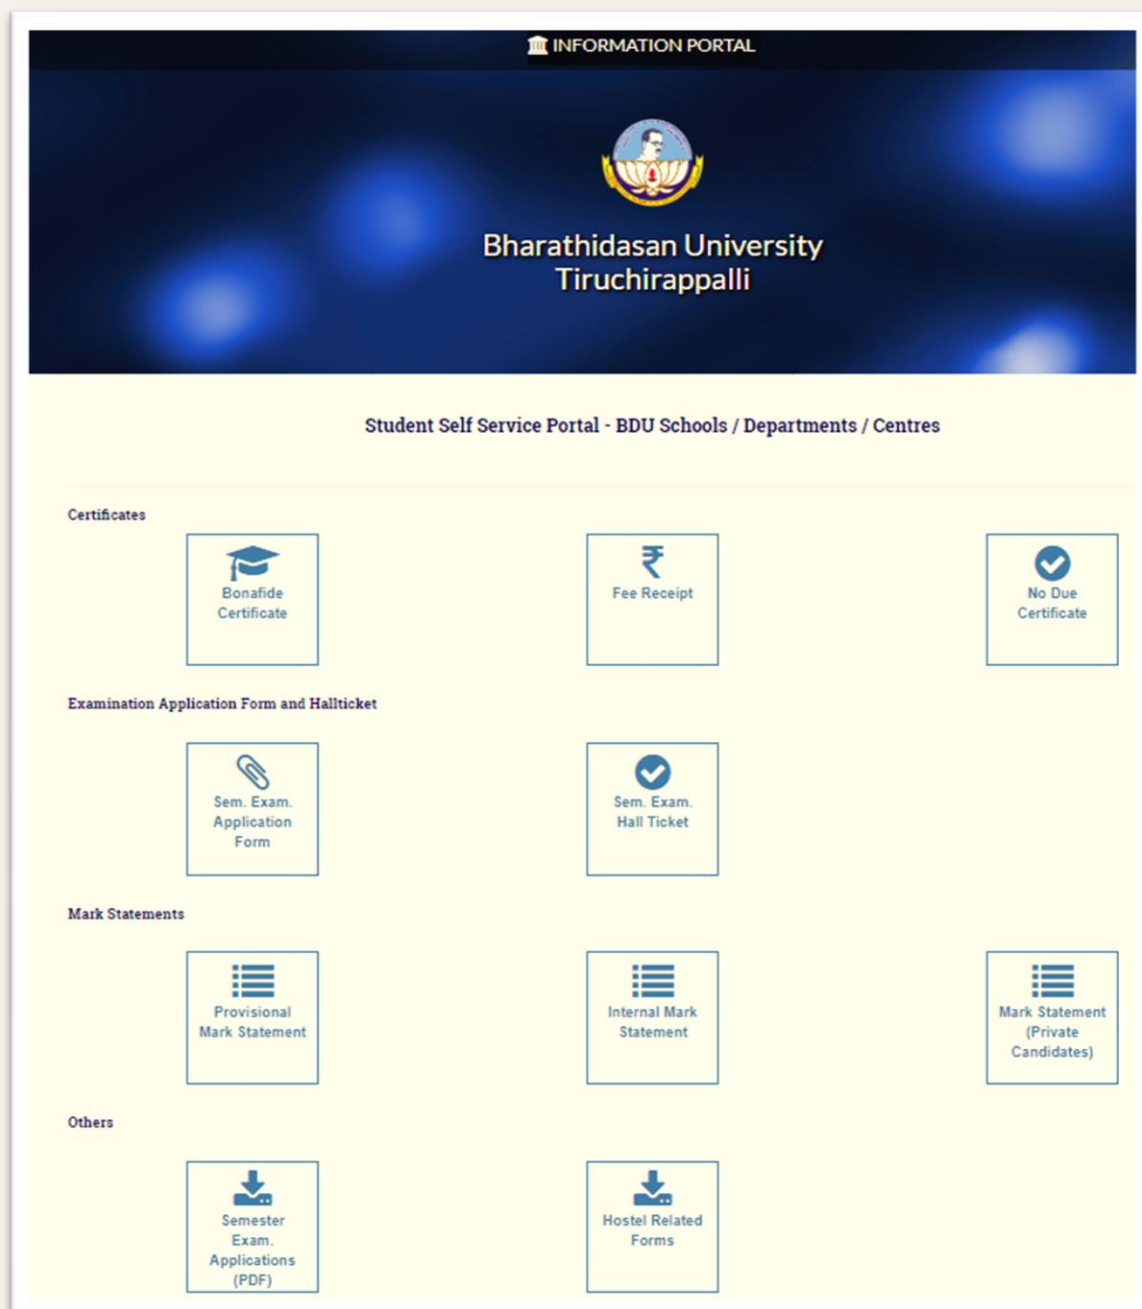 INFORMATION PORTAL
Bharathidasan University
Tiruchirappalli
Student Self Service Portal - BDU Schools / Departments / Centres
Certificates
Bonafide
Certificate
Fee Receipt
No Due
Certificate
Examination Application Form and Hallticket
Sem. Exam.
Application
Form
Sem. Exam.
Hall Ticket
Mark Statements
Provisional
Mark Statement
Internal Mark
Statement
Mark Statement
(Private
Candidates)
Others
Semester
Exam.
Applications
(PDF)
Hostel Related
Forms